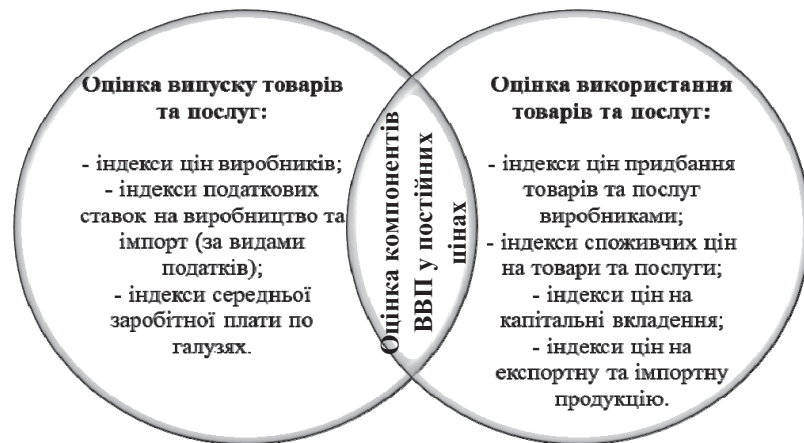 Оцінка випуску товарів
та послуг:
- індекси цін виробників;
- індекси податкових
ставок на виробництво та
імпорт (за видами
податків);
- індекси середньої
заробітної плати по
галузях.
Оцінка компонентів
ВВП у постійних
цінах
Оцінка використання
товарів та послуг:
- індекси цін придбання
товарів та послуг
виробниками;
- індекси споживчих цін
на товари та послуги;
- індекси цін на
капітальні вкладення;
- індекси цін на
експортну та імпортну
продукцію.